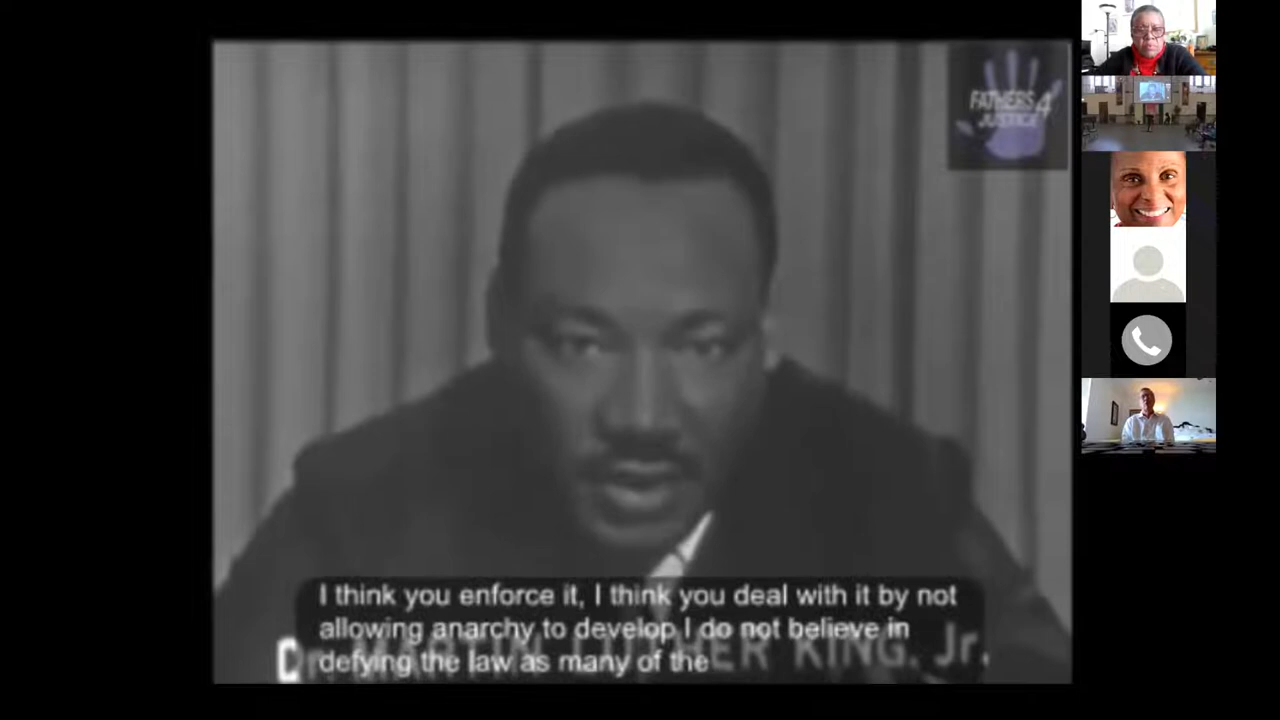 FATHERS 4
JUSTICE
I think you enforce it, I think you deal with it by not
allowing anarchy to develop I do not believe in
defying the law as many of the
Dr. MARTIN LUTHER KING, Jr.